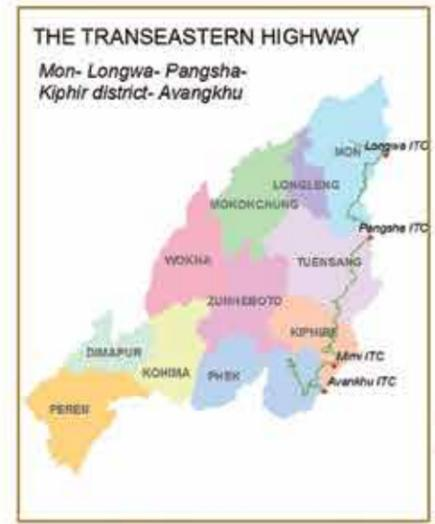 THE TRANSEASTERN HIGHWAY
Mon- Longwa- Pangsha-
Kiphir district- Avangkhu
MON
Longwa ITC
LONGLENG
MOKOKCHUNG
Pangsha ITC
WOKHA
TUENSANG
ZUNHEBOTO
KIPHIRE
DIMAPUR
Mimi ITC
KOHIMA
PHEK
Avankhu ITC
PEREN